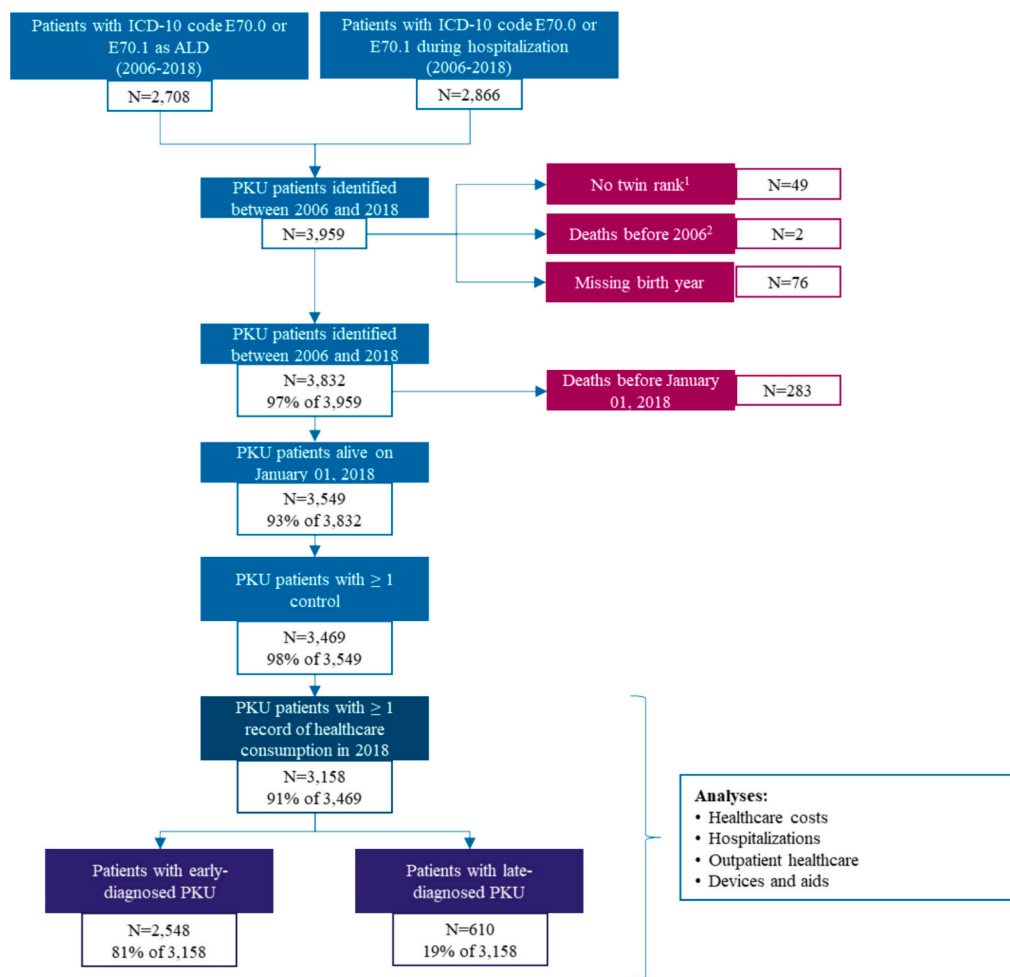 Patients with ICD-10 code E70.0 or
E70.1 as ALD
(2006-2018)
N=2,708
Patients with ICD-10 code E70.0 or
E70.1 during hospitalization
(2006-2018)
N=2,866
PKU patients identified
between 2006 and 2018
N=3,959
No twin rank¹
N=49
Deaths before 2006²
N=2
Missing birth year
N=76
PKU patients identified
between 2006 and 2018
N=3,832
97% of 3,959
Deaths before January
01, 2018
N=283
PKU patients alive on
January 01, 2018
N=3,549
93% of 3,832
PKU patients with ≥ 1
control
N=3,469
98% of 3,549
PKU patients with ≥ 1
record of healthcare
consumption in 2018
N=3,158
91% of 3,469
Analyses:
• Healthcare costs
• Hospitalizations
• Outpatient healthcare
• Devices and aids
Patients with early-
diagnosed PKU
N=2,548
81% of 3,158
Patients with late-
diagnosed PKU
N=610
19% of 3,158